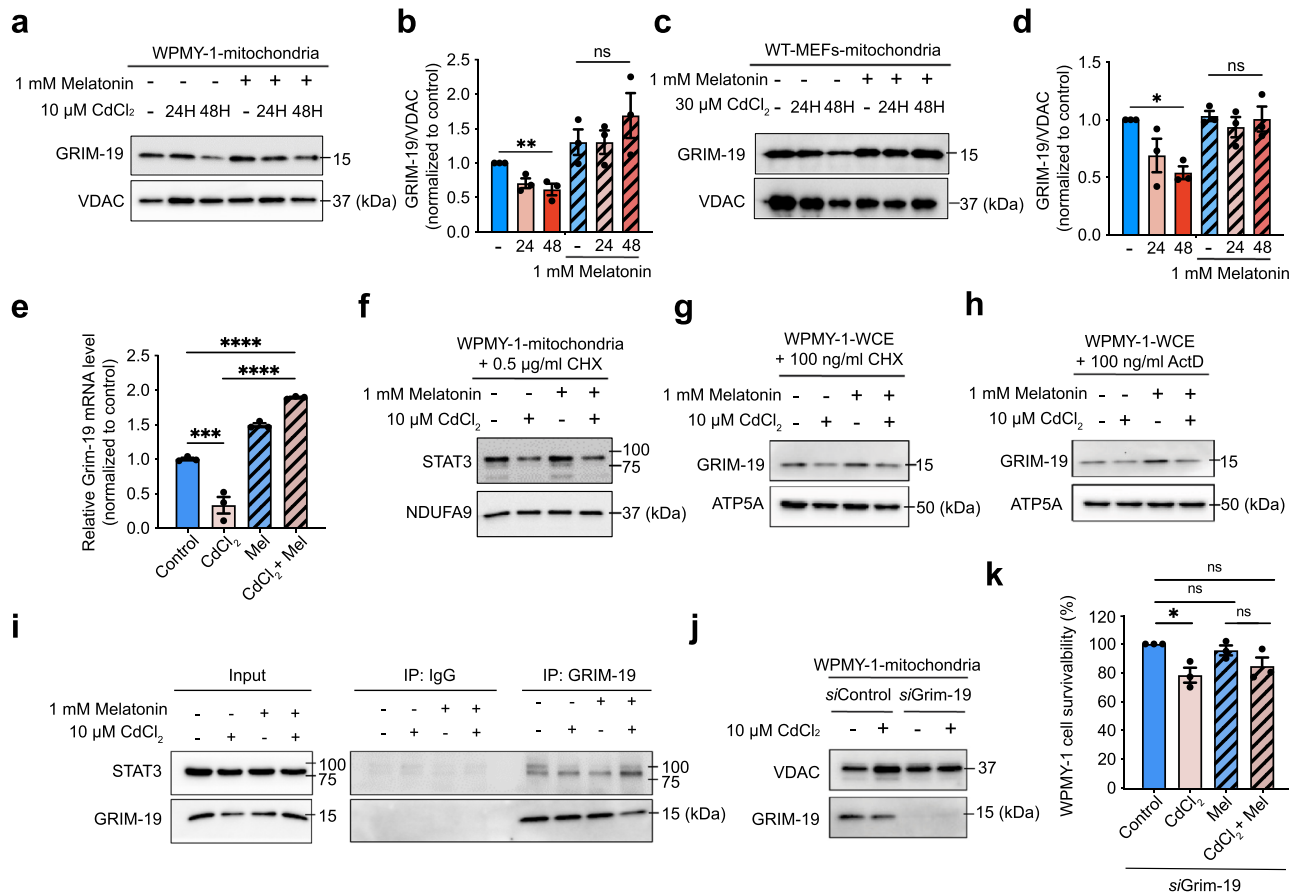 a
WPMY-1-mitochondria
1 mM Melatonin - - - + + +
10 µM CdCl2 - 24H 48H - 24H 48H
GRIM-19 15
VDAC 37 (kDa)
b
GRIM-19/VDAC
(normalized to control)
2.5
2.0
1.5
1.0
0.5
0.0
** ns
- 24 48 - 24 48
1 mM Melatonin
c
WT-MEFs-mitochondria
1 mM Melatonin - - - + + +
30 µM CdCl2 - 24H 48H - 24H 48H
GRIM-19 15
VDAC 37 (kDa)
d
GRIM-19/VDAC
(normalized to control)
1.5
1.0
0.5
0.0
* ns
- 24 48 - 24 48
1 mM Melatonin
e
Relative Grim-19 mRNA level
(normalized to control)
2.5
2.0
1.5
1.0
0.5
0.0
****
****
***
Control CdCl2 Mel CdCl2+ Mel
f
WPMY-1-mitochondria
+ 0.5 µg/ml CHX
1 mM Melatonin - - + +
10 µM CdCl2 - + - +
STAT3 100
75
NDUFA9 37 (kDa)
g
WPMY-1-WCE
+ 100 ng/ml CHX
1 mM Melatonin - - + +
10 µM CdCl2 - + - +
GRIM-19 15
ATP5A 50 (kDa)
h
WPMY-1-WCE
+ 100 ng/ml ActD
1 mM Melatonin - - + +
10 µM CdCl2 - + - +
GRIM-19 15
ATP5A 50 (kDa)
i
Input IP: IgG IP: GRIM-19
1 mM Melatonin - - + + - - + + - - + +
10 µM CdCl2 - + - + - + - + - + - +
STAT3 100 75 100 75
GRIM-19 15 15 (kDa)
j
WPMY-1-mitochondria
siControl siGrim-19
10 µM CdCl2 - + - +
VDAC 37
GRIM-19 15 (kDa)
k
WPMY-1 cell survivalbility (%)
120
100
80
60
40
20
0
ns
ns
* ns
Control CdCl2 Mel CdCl2+ Mel
siGrim-19